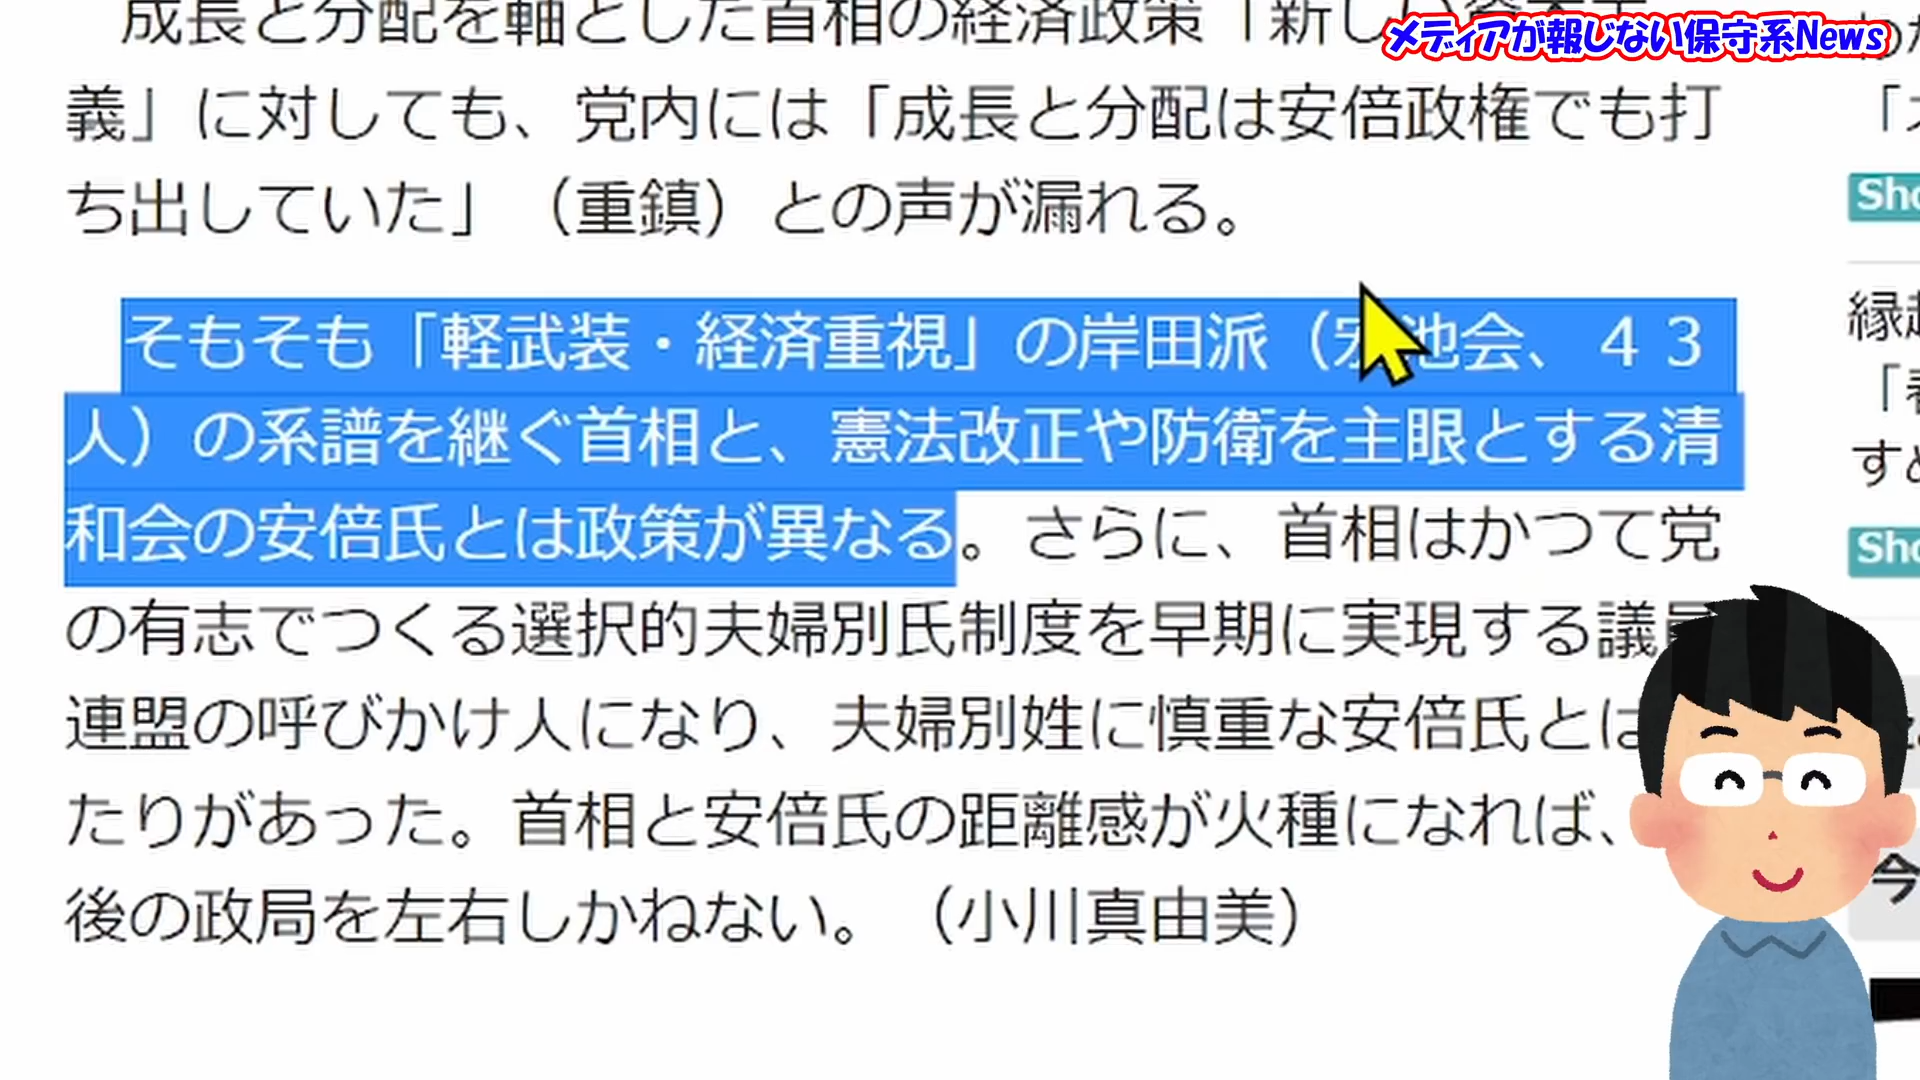 成長と分配を軸とした首相の経済政策「新し
メディアが報じない保守系News
義」に対しても、党内には「成長と分配は安倍政権でも打
ち出していた」（重鎮）との声が漏れる。
そもそも「軽武装・経済重視」の岸田派（宏池会、４３
人）の系譜を継ぐ首相と、憲法改正や防衛を主眼とする清
和会の安倍氏とは政策が異なる。さらに、首相はかつて党
の有志でつくる選択的夫婦別氏制度を早期に実現する議員
連盟の呼びかけ人になり、夫婦別姓に慎重な安倍氏とは
たりがあった。首相と安倍氏の距離感が火種になれば、
後の政局を左右しかねない。（小川真由美）
Sho
縁
「
す
Sho
今